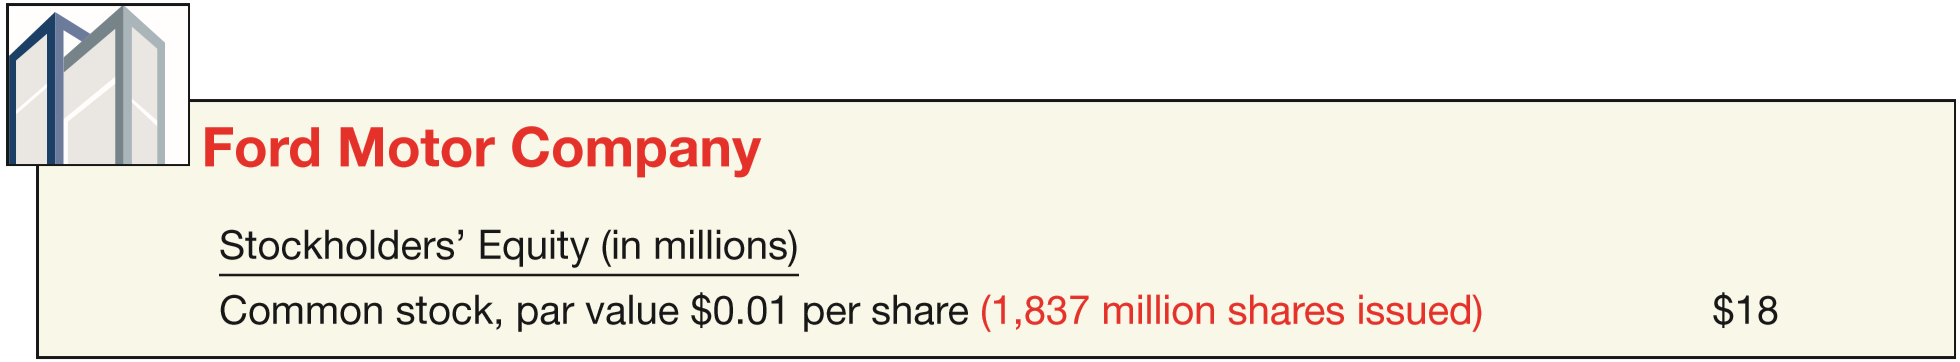 Ford Motor Company
Stockholders’ Equity (in millions)
Common stock, par value $0.01 per share (1,837 million shares issued) $18